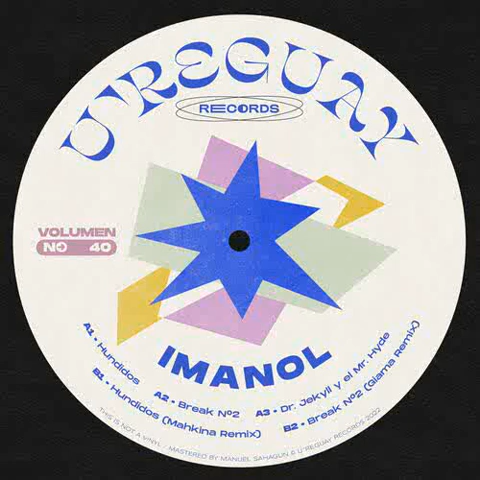 U'REGUAY
RECORDS
VOLUMEN
Nº 40
IMANOL
A1 • Hundidos
A2 • Break Nº2
A3 • Dr. Jekyll y el Mr. Hyde
B1 • Hundidos (Mahkina Remix)
B2 • Break Nº2 (Glama Remix)
THIS IS NOT A VINYL - MASTERED BY MANUEL SAHAGUN & U'REGUAY RECORDS 2022